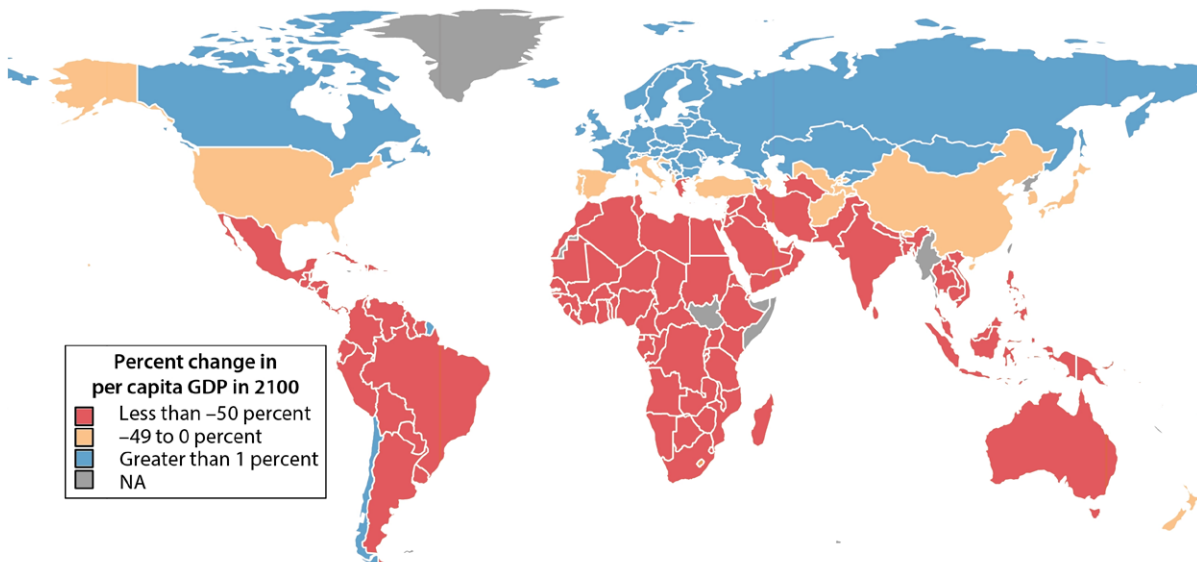 Percent change in
per capita GDP in 2100
Less than –50 percent
–49 to 0 percent
Greater than 1 percent
NA